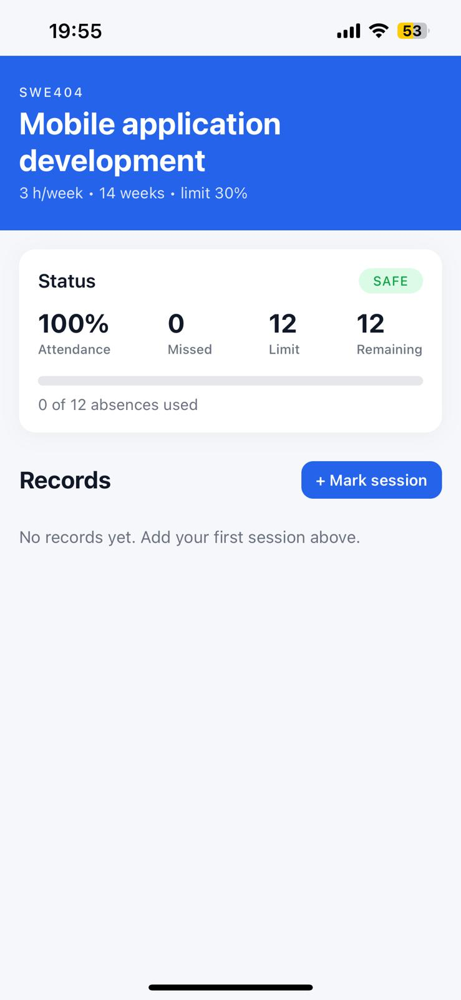 19:55
53
SWE404
Mobile application
development
3 h/week • 14 weeks • limit 30%
Status
SAFE
100% 0 12 12
Attendance Missed Limit Remaining
0 of 12 absences used
Records
+ Mark session
No records yet. Add your first session above.